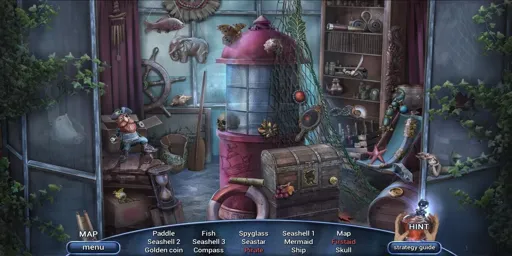 MAP
menu
Paddle Fish Spyglass Seashell 1 Map
Seashell 2 Seashell 3 Seastar Mermaid Firstaid
Golden coin Compass Pirate Ship Skull
HINT
strategy guide